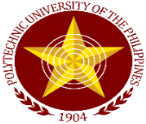 POLYTECHNIC UNIVERSITY OF THE PHILIPPINES
1904